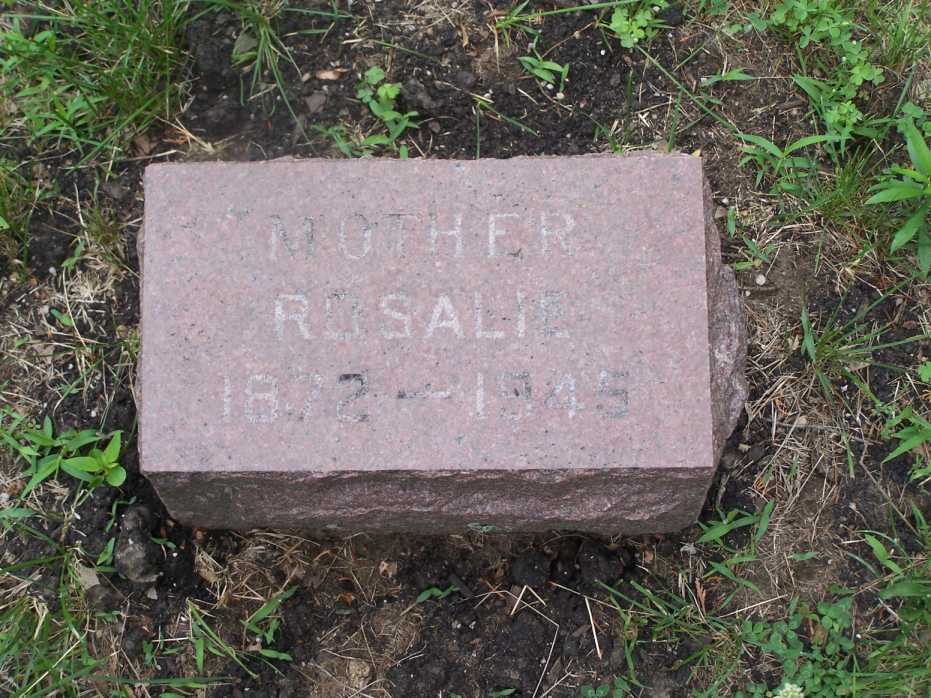 MOTHER
ROSALIE
1872 — 1945